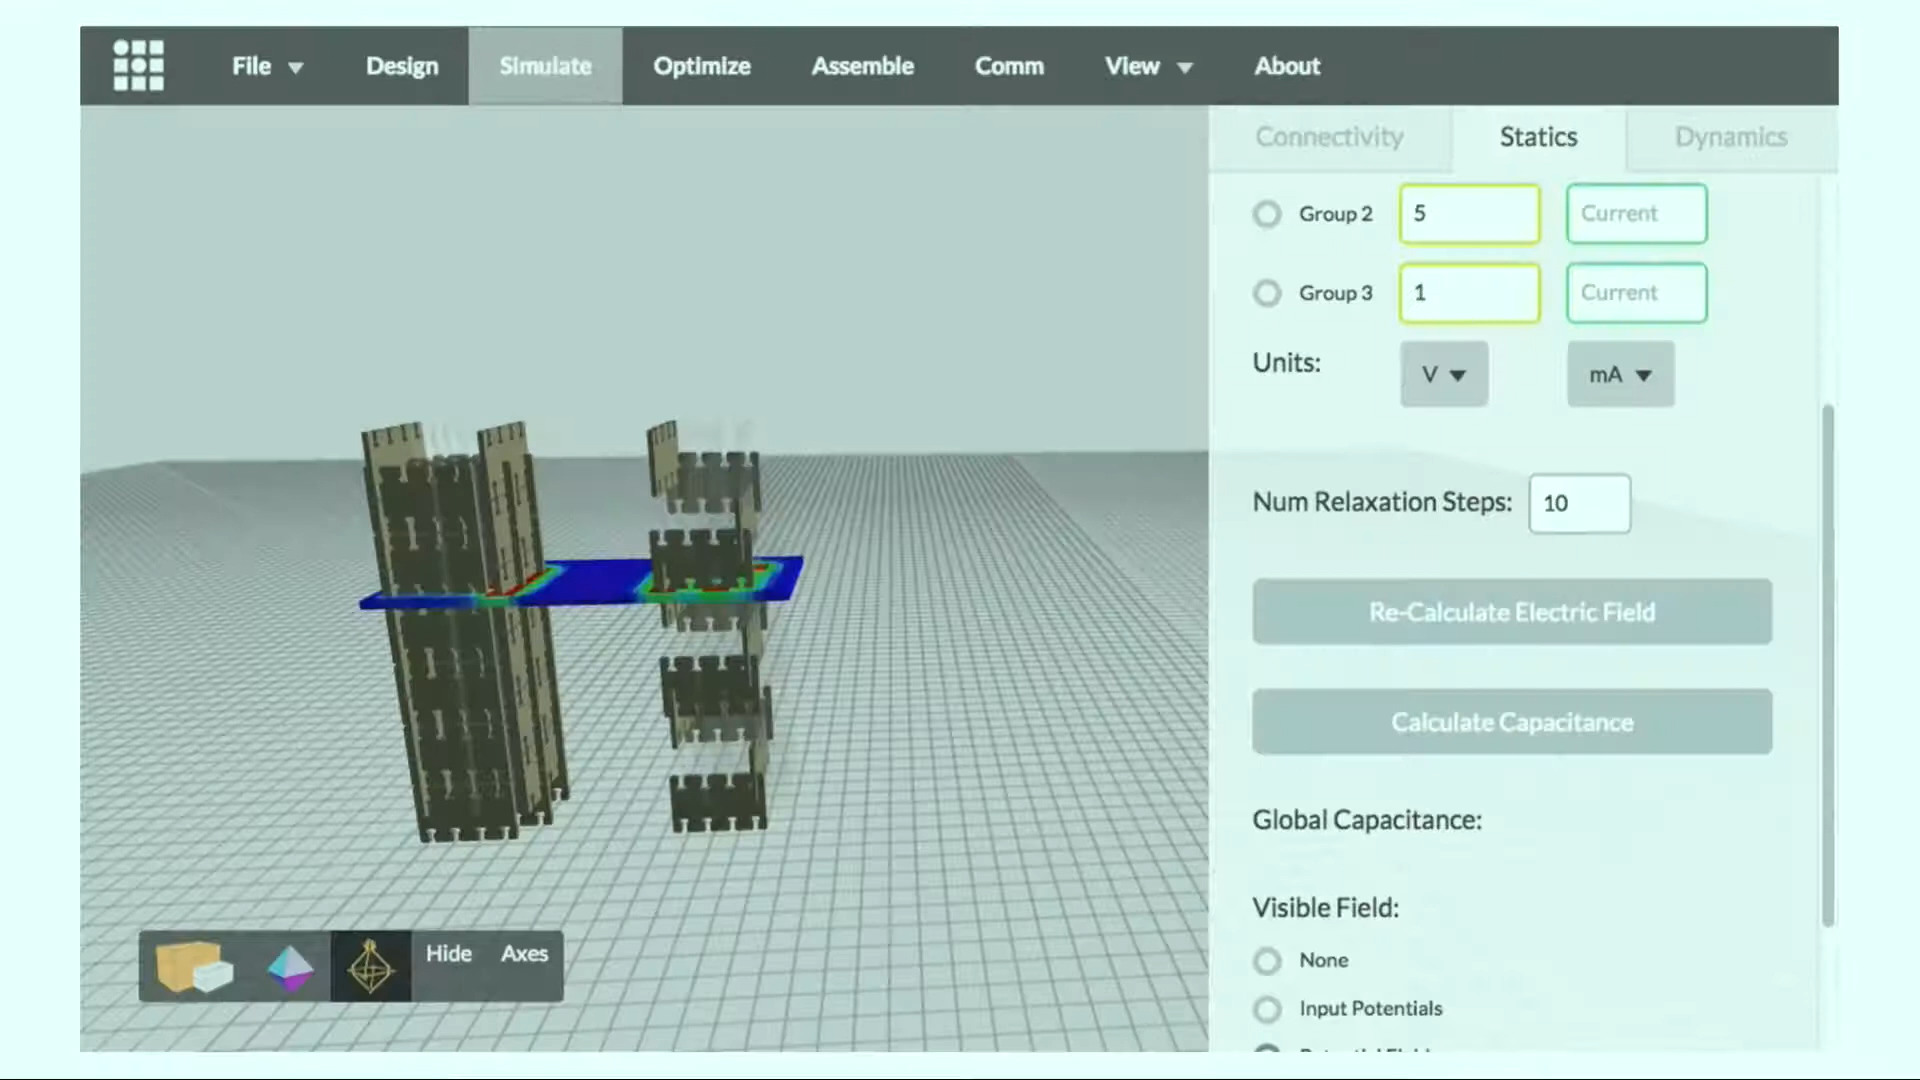 File Design Simulate Optimize Assemble Comm View About
Connectivity Statics Dynamics
Group 2 5 Current
Group 3 1 Current
Units: V mA
Num Relaxation Steps: 10
Re-Calculate Electric Field
Calculate Capacitance
Global Capacitance:
Visible Field:
None
Input Potentials
Hide Axes